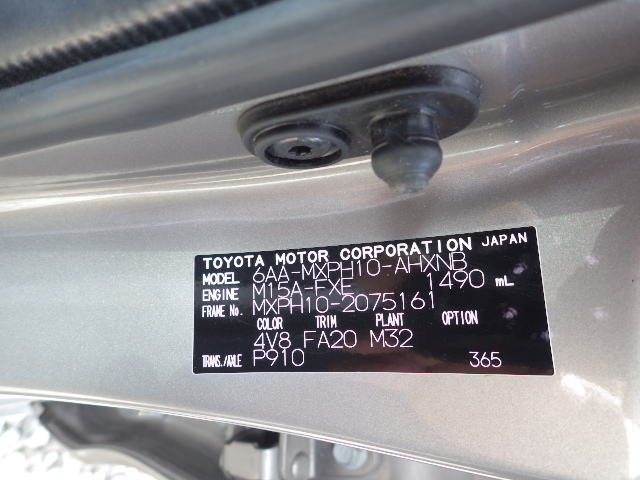 TOYOTA MOTOR CORPORATION JAPAN
MODEL 6AA-MXPH10-AHXNB
ENGINE M15A-FXE 1490 mL
FRAME No. MXPH10-2075161
COLOR TRIM PLANT OPTION
4V8 FA20 M32
TRANS./AXLE P910 365